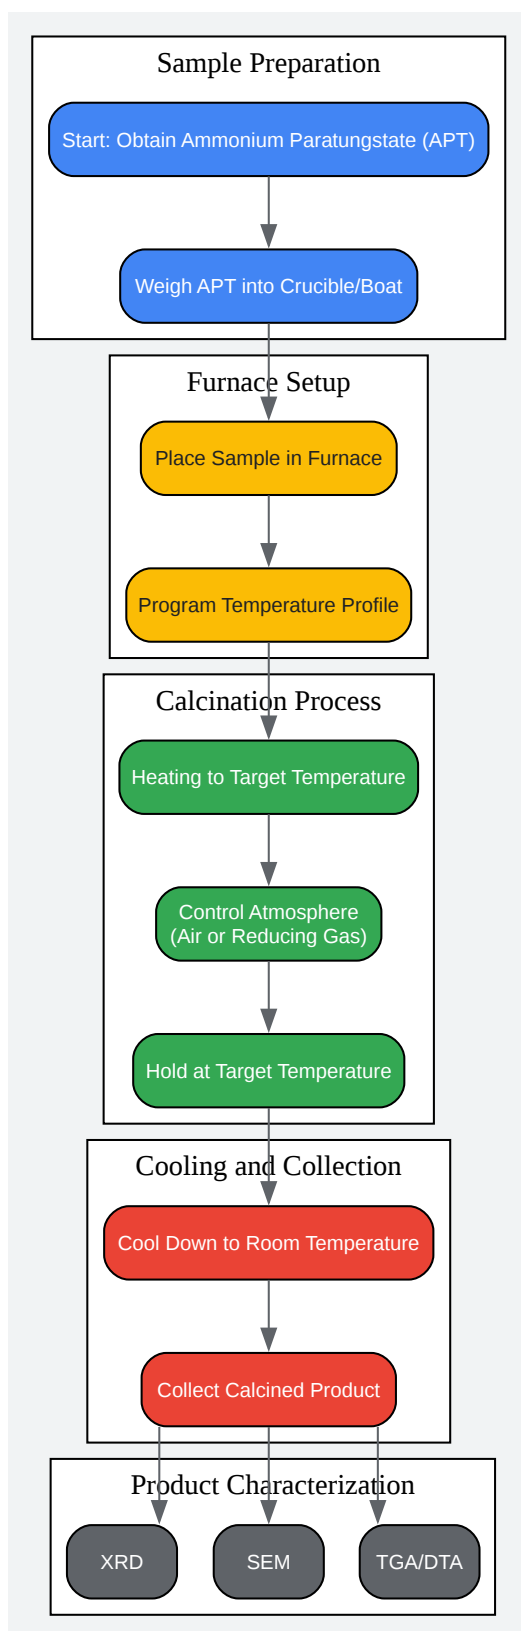 Sample Preparation
Start: Obtain Ammonium Paratungstate (APT)
Weigh APT into Crucible/Boat
Furnace Setup
Place Sample in Furnace
Program Temperature Profile
Calcination Process
Heating to Target Temperature
Control Atmosphere
(Air or Reducing Gas)
Hold at Target Temperature
Cooling and Collection
Cool Down to Room Temperature
Collect Calcined Product
Product Characterization
XRD
SEM
TGA/DTA